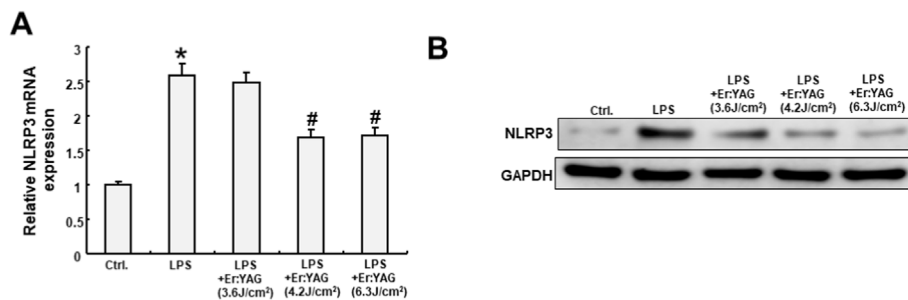 A
Relative NLRP3 mRNA
expression
3
2.5
2
1.5
1
0.5
0
*
#
#
Ctrl.
LPS
LPS
+Er:YAG
(3.6J/cm²)
LPS
+Er:YAG
(4.2J/cm²)
LPS
+Er:YAG
(6.3J/cm²)
B
Ctrl.
LPS
LPS
+Er:YAG
(3.6J/cm²)
LPS
+Er:YAG
(4.2J/cm²)
LPS
+Er:YAG
(6.3J/cm²)
NLRP3
GAPDH